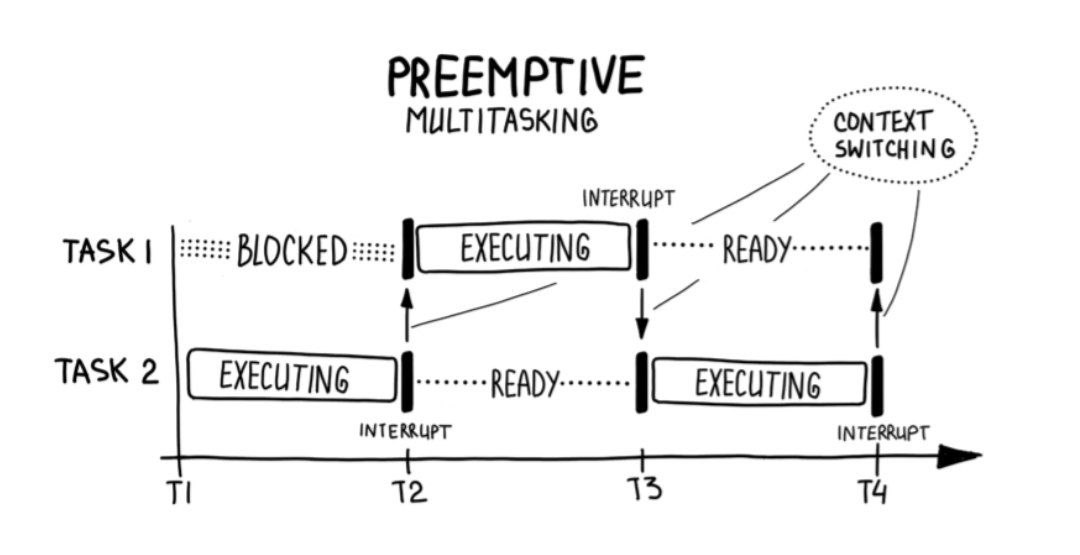 PREEMPTIVE
MULTITASKING
CONTEXT
SWITCHING
INTERRUPT
TASK 1 BLOCKED EXECUTING READY
TASK 2 EXECUTING READY EXECUTING
INTERRUPT INTERRUPT
T1 T2 T3 T4